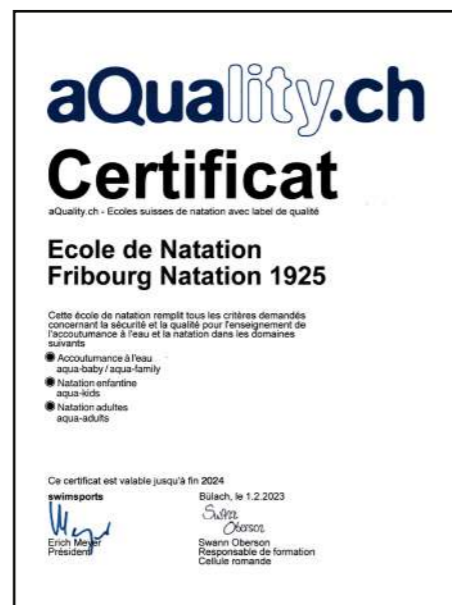 aQuality.ch
Certificat
aQuality.ch - Ecoles suisses de natation avec label de qualité
Ecole de Natation
Fribourg Natation 1925
Cette école de natation remplit tous les critères demandés
concernant la sécurité et la qualité pour l'enseignement de
l'accoutumance à l'eau et la natation dans les domaines
suivants
Accoutumance à l'eau
aqua-baby / aqua-family
Natation enfantine
aqua-kids
Natation adultes
aqua-adults
Ce certificat est valable jusqu'à fin 2024
swimsports
Bülach, le 1.2.2023
Swann
Oberson
Erich Meyer
Président
Swann Oberson
Responsable de formation
Cellule romande